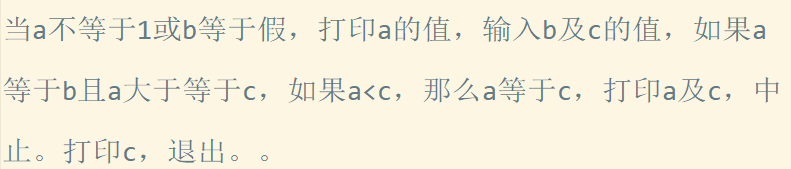 当a不等于1或b等于假，打印a的值，输入b及c的值，如果a
等于b且a大于等于c，如果a<c，那么a等于c，打印a及c，中
止。打印c，退出。。